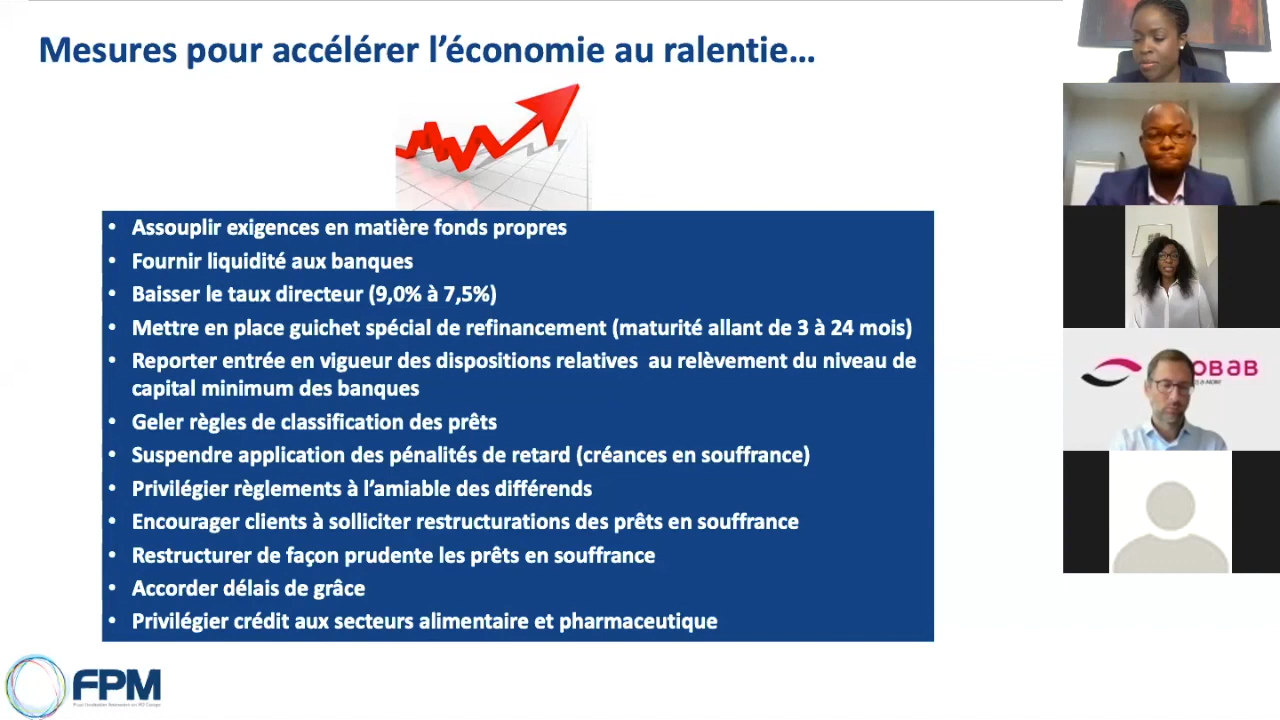 Mesures pour accélérer l’économie au ralentie…
• Assouplir exigences en matière fonds propres
• Fournir liquidité aux banques
• Baisser le taux directeur (9,0% à 7,5%)
• Mettre en place guichet spécial de refinancement (maturité allant de 3 à 24 mois)
• Reporter entrée en vigueur des dispositions relatives au relèvement du niveau de
capital minimum des banques
• Geler règles de classification des prêts
• Suspendre application des pénalités de retard (créances en souffrance)
• Privilégier règlements à l’amiable des différends
• Encourager clients à solliciter restructurations des prêts en souffrance
• Restructurer de façon prudente les prêts en souffrance
• Accorder délais de grâce
• Privilégier crédit aux secteurs alimentaire et pharmaceutique
FPM